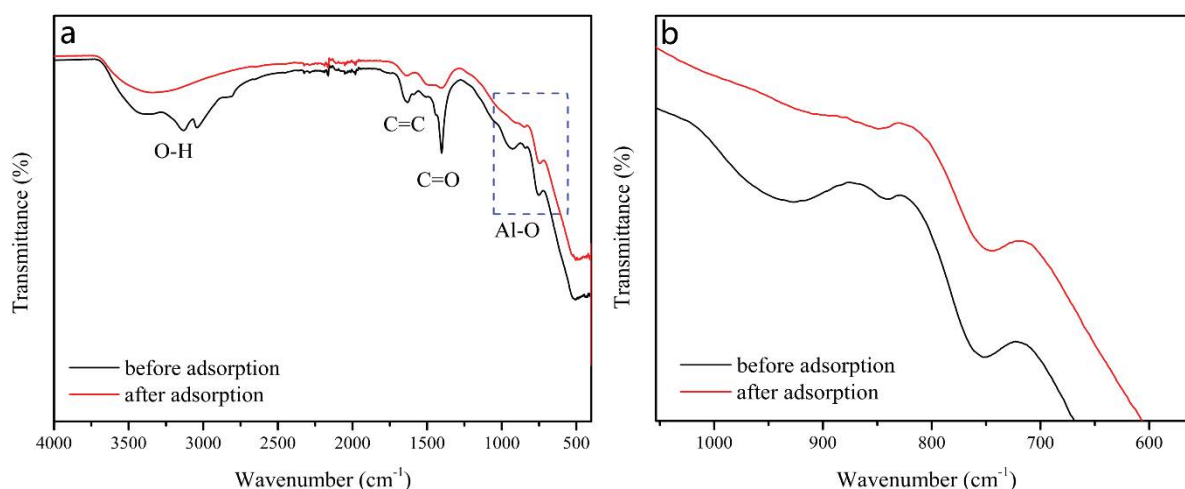 a
Transmittance (%)
O-H
C=C
C=O
Al-O
before adsorption
after adsorption
4000 3500 3000 2500 2000 1500 1000 500
Wavenumber (cm⁻¹)
b
Transmittance (%)
before adsorption
after adsorption
1000 900 800 700 600
Wavenumber (cm⁻¹)